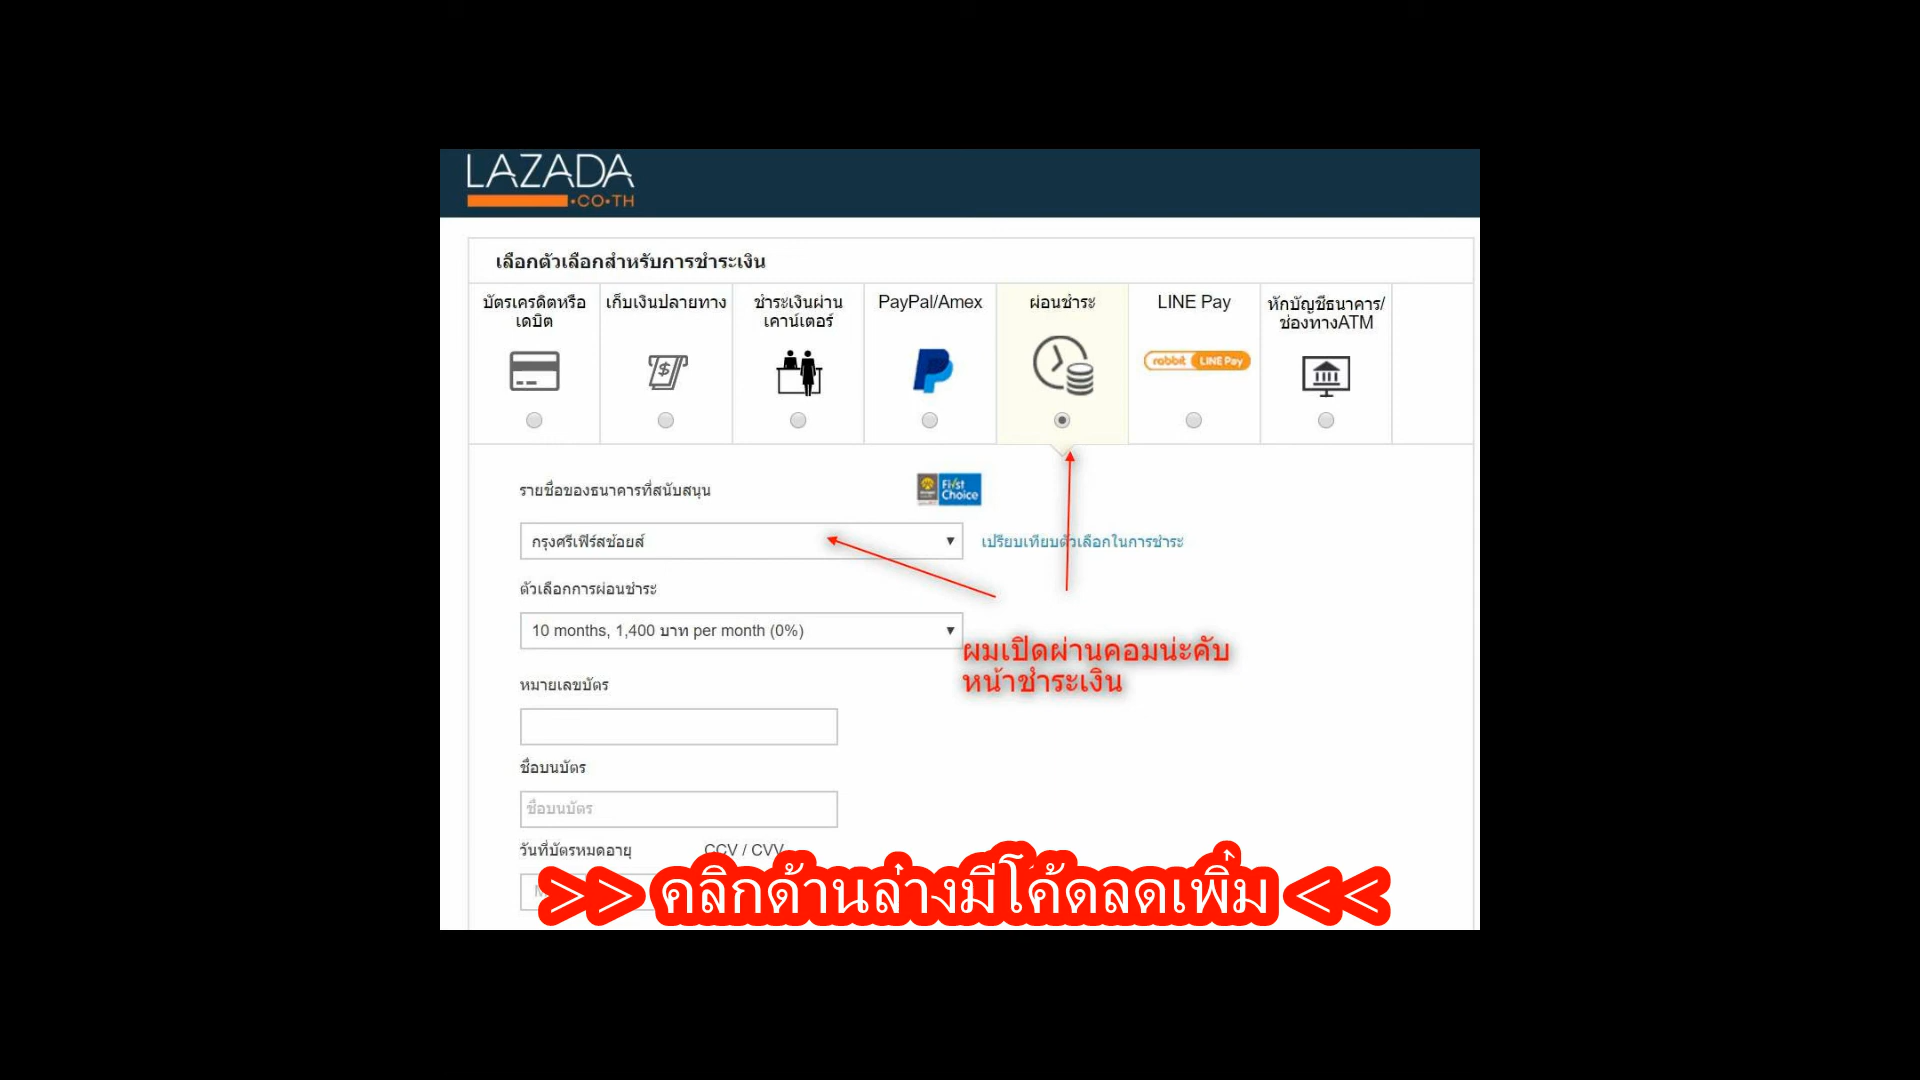 LAZADA
•CO•TH
เลือกตัวเลือกสำหรับการชำระเงิน
บัตรเครดิตหรือ
เดบิต
เก็บเงินปลายทาง
ชำระเงินผ่าน
เคาน์เตอร์
PayPal/Amex
ผ่อนชำระ
LINE Pay
หักบัญชีธนาคาร/
ช่องทางATM
rabbit LINE Pay
รายชื่อของธนาคารที่สนับสนุน
First
Choice
กรุงศรีเฟิร์สช้อยส์
เปรียบเทียบตัวเลือกในการชำระ
ตัวเลือกการผ่อนชำระ
10 months, 1,400 บาท per month (0%)
ผมเปิดผ่านคอมน่ะคับ
หน้าชำระเงิน
หมายเลขบัตร
ชื่อบนบัตร
ชื่อบนบัตร
วันที่บัตรหมดอายุ
CCV / CVV
>> คลิกด้านล่างมีโค้ดลดเพิ่ม <<